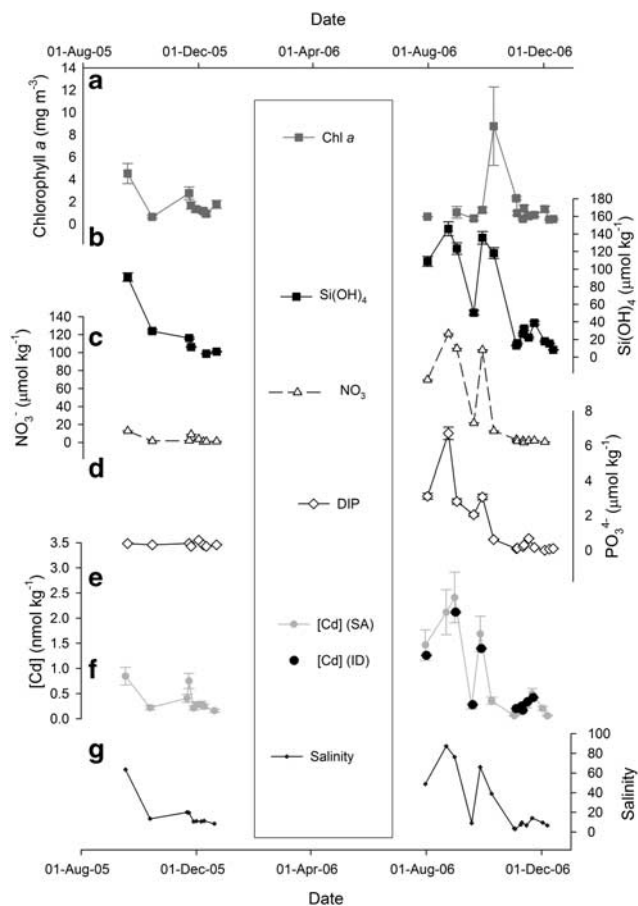 Date
01-Aug-05 01-Dec-05 01-Apr-06 01-Aug-06 01-Dec-06
a
Chlorophyll a (mg m-3)
14
12
10
8
6
4
2
0
Chl a
b
Si(OH)4
Si(OH)4 (μmol kg-1)
180
160
140
120
100
80
60
40
20
0
c
NO3- (μmol kg-1)
140
120
100
80
60
40
20
0
NO3
d
DIP
PO34- (μmol kg-1)
8
6
4
2
0
e
[Cd] (nmol kg-1)
3.5
3.0
2.5
2.0
1.5
1.0
0.5
0.0
[Cd] (SA)
f
[Cd] (ID)
g
Salinity
Salinity
100
80
60
40
20
0
01-Aug-05 01-Dec-05 01-Apr-06 01-Aug-06 01-Dec-06
Date